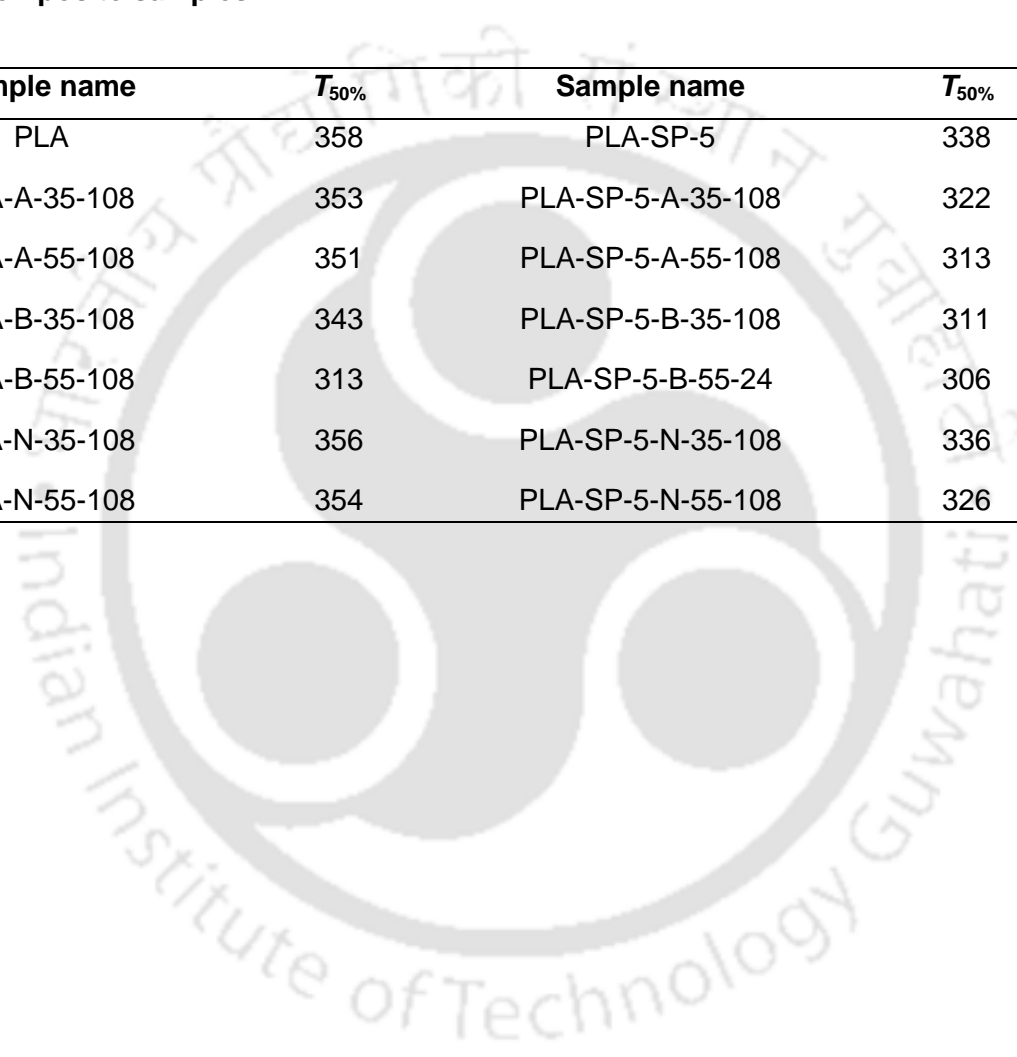 mple name T50% Sample name T50%
PLA 358 PLA-SP-5 338
-A-35-108 353 PLA-SP-5-A-35-108 322
-A-55-108 351 PLA-SP-5-A-55-108 313
-B-35-108 343 PLA-SP-5-B-35-108 311
-B-55-108 313 PLA-SP-5-B-55-24 306
-N-35-108 356 PLA-SP-5-N-35-108 336
-N-55-108 354 PLA-SP-5-N-55-108 326
Indian Institute of Technology Guwahati